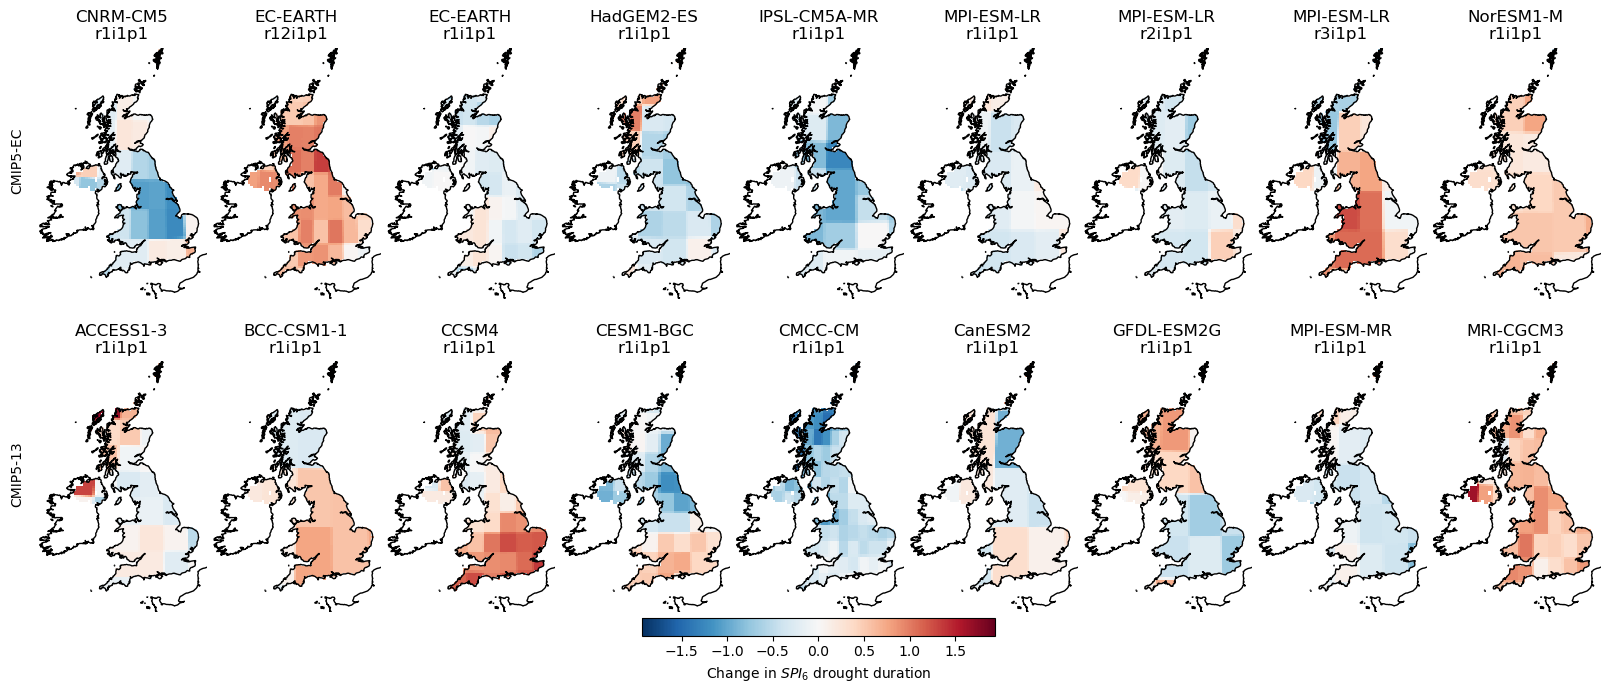 CNRM-CM5 EC-EARTH EC-EARTH HadGEM2-ES IPSL-CM5A-MR MPI-ESM-LR MPI-ESM-LR MPI-ESM-LR NorESM1-M
r1i1p1 r12i1p1 r1i1p1 r1i1p1 r1i1p1 r1i1p1 r2i1p1 r3i1p1 r1i1p1
CMIP5-EC
ACCESS1-3 BCC-CSM1-1 CCSM4 CESM1-BGC CMCC-CM CanESM2 GFDL-ESM2G MPI-ESM-MR MRI-CGCM3
r1i1p1 r1i1p1 r1i1p1 r1i1p1 r1i1p1 r1i1p1 r1i1p1 r1i1p1 r1i1p1
CMIP5-13
−1.5 −1.0 −0.5 0.0 0.5 1.0 1.5
Change in SPI₆ drought duration